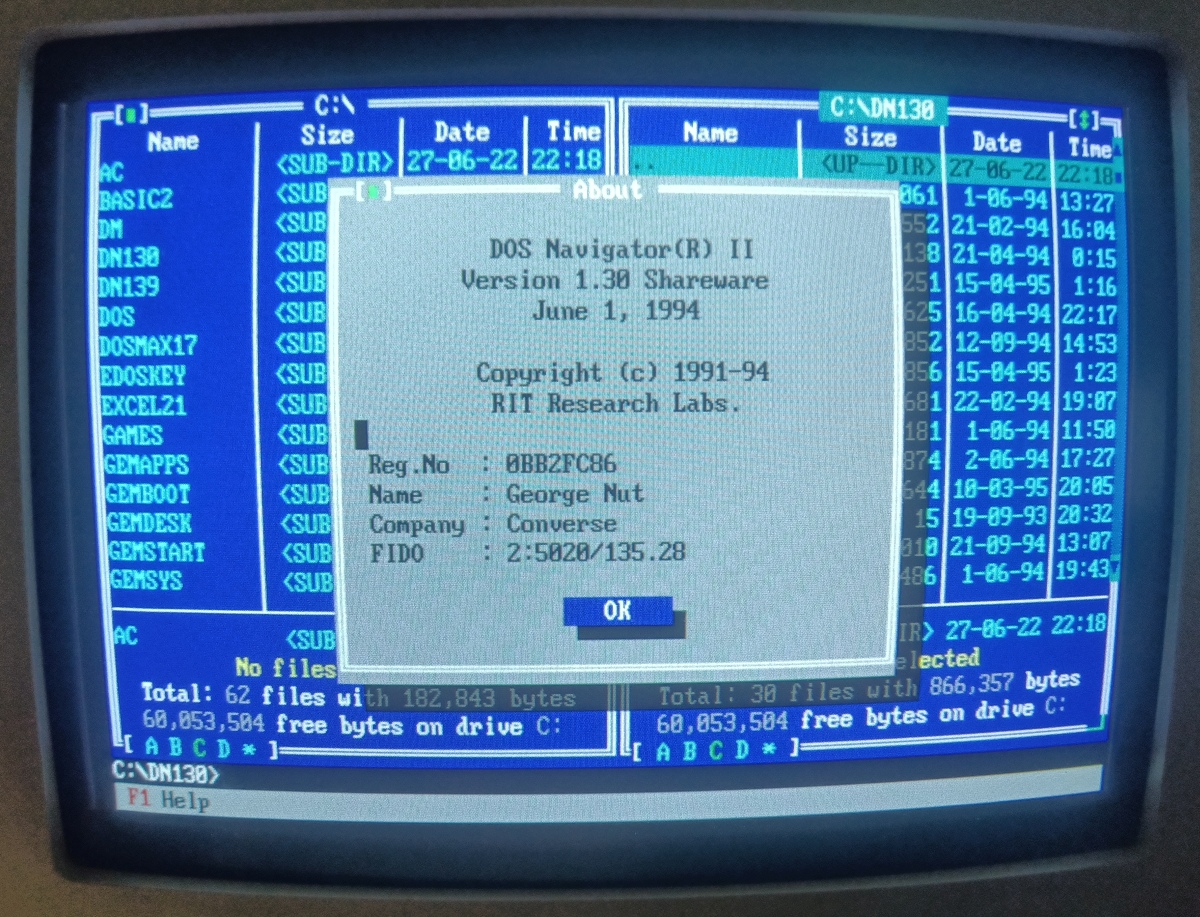 C:\ C:\DN130
Name Size Date Time Name Size Date Time
AC <SUB-DIR> 27-06-22 22:18 .. <UP--DIR> 27-06-22 22:18
About
BASIC2 <SUB 061 1-06-94 13:27
DM <SUB 552 21-02-94 16:04
DOS Navigator(R) II
DN130 <SUB 138 21-04-94 0:15
Version 1.30 Shareware
DN139 <SUB 251 15-04-95 1:16
June 1, 1994
DOS <SUB 625 16-04-94 22:17
DOSMAX17 <SUB 852 12-09-94 14:53
Copyright (c) 1991-94
EDOSKEY <SUB 856 15-04-95 1:23
RIT Research Labs.
EXCEL21 <SUB 681 22-02-94 19:07
GAMES <SUB 181 1-06-94 11:50
Reg.No : 0BB2FC86
GEMAPPS <SUB 874 2-06-94 17:27
Name : George Nut
GEMBOOT <SUB 644 10-03-95 20:05
Company : Converse
GEMDESK <SUB 15 19-09-93 20:32
FIDO : 2:5020/135.28
GEMSTART <SUB 010 21-09-94 13:07
GEMSYS <SUB 486 1-06-94 19:43
OK
AC <SUB IR> 27-06-22 22:18
No files elected
Total: 62 files with 182,843 bytes Total: 30 files with 866,357 bytes
60,053,504 free bytes on drive C: 60,053,504 free bytes on drive C:
[ A B C D * ] [ A B C D * ]
C:\DN130>
F1 Help